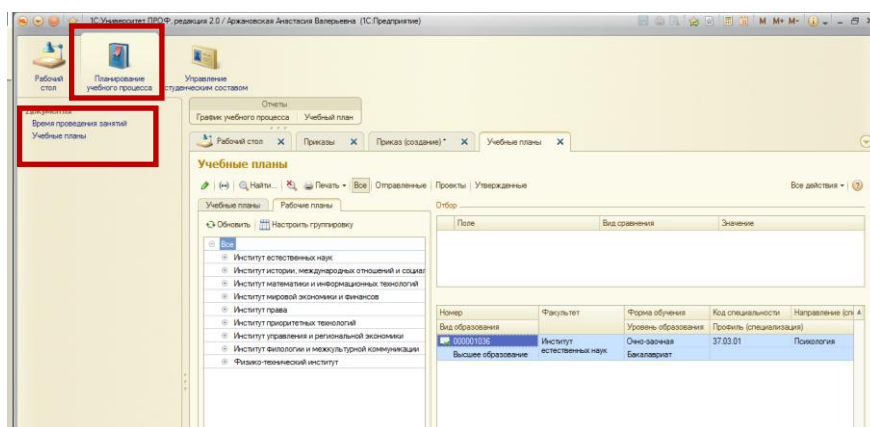 1С:Университет ПРОФ, редакция 2.0 / Аржановская Анастасия Валерьевна (1С:Предприятие)
M M+ M-
Рабочий стол
Планирование учебного процесса
Управление студенческим составом
Документы
Время проведения занятий
Учебные планы
Отчеты
График учебного процесса Учебный план
Рабочий стол Приказы Приказ (создание) * Учебные планы
Учебные планы
Найти... Печать Все Отправленные Проекты Утвержденные Все действия
Учебные планы Рабочие планы Отбор
Обновить Настроить группировку
Поле Вид сравнения Значение
Все
Институт естественных наук
Институт истории, международных отношений и социал
Институт математики и информационных технологий
Институт мировой экономики и финансов
Институт права
Институт приоритетных технологий
Институт управления и региональной экономики
Институт филологии и межкультурной коммуникации
Физико-технический институт
Номер Факультет Форма обучения Код специальности Направление (спе
Вид образования Уровень образования Профиль (специализация)
000001036 Институт естественных наук Очно-заочная 37.03.01 Психология
Высшее образование Бакалавриат